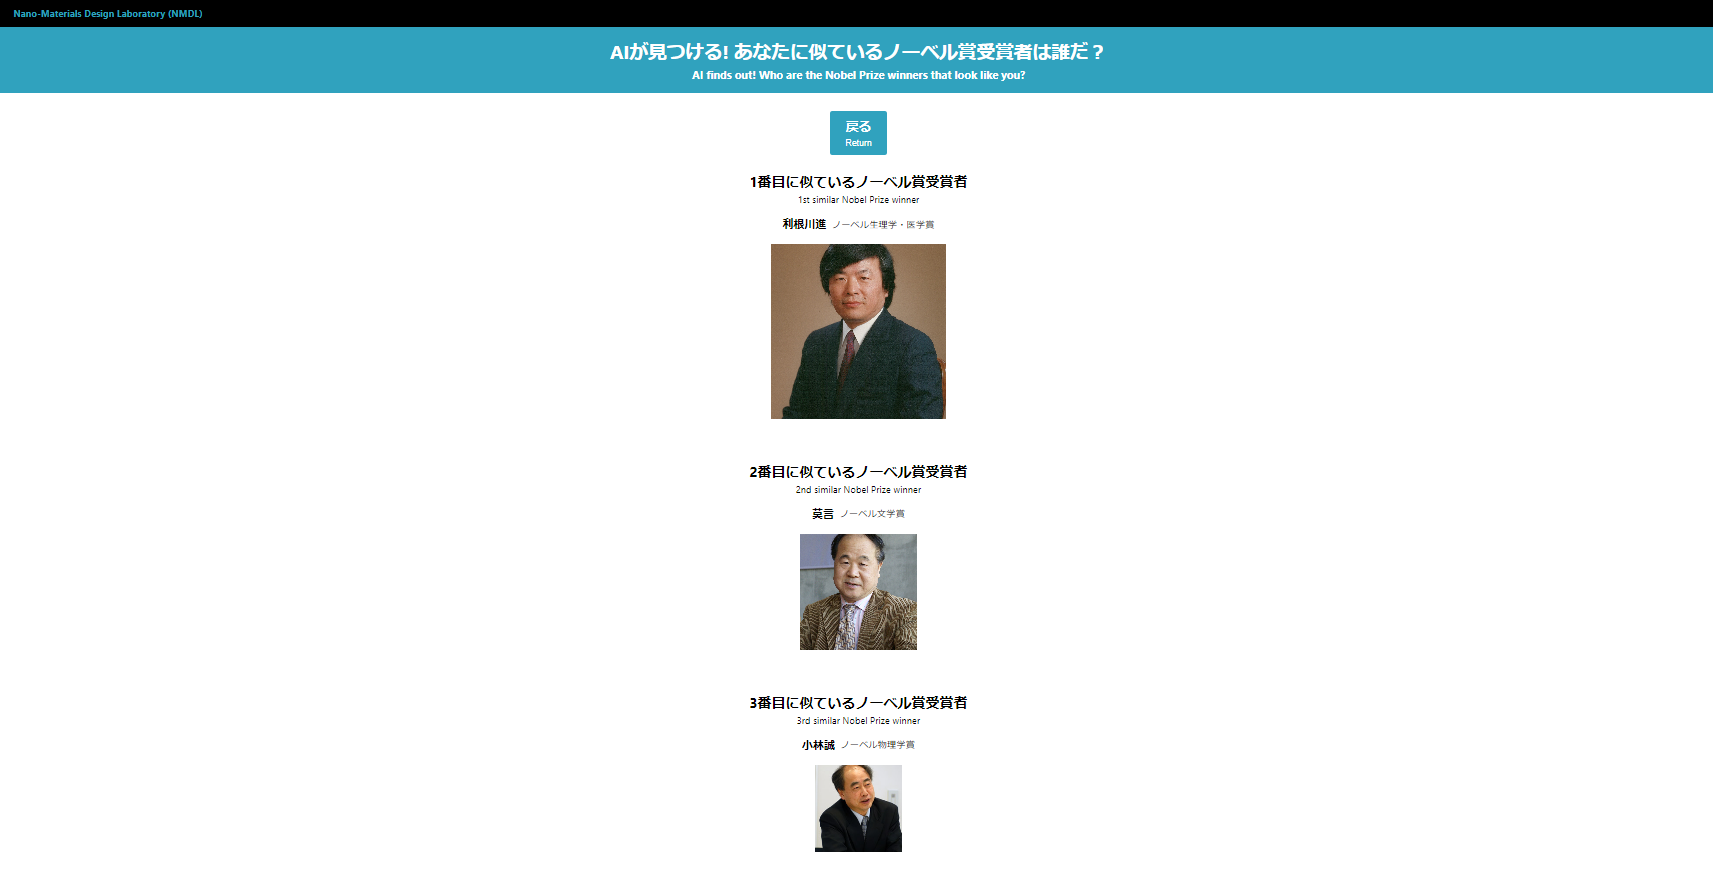 Nano-Materials Design Laboratory (NMDL)
AIが見つける! あなたに似ているノーベル賞受賞者は誰だ？
AI finds out! Who are the Nobel Prize winners that look like you?
戻る
Return
1番目に似ているノーベル賞受賞者
1st similar Nobel Prize winner
利根川進 ノーベル生理学・医学賞
2番目に似ているノーベル賞受賞者
2nd similar Nobel Prize winner
莫言 ノーベル文学賞
3番目に似ているノーベル賞受賞者
3rd similar Nobel Prize winner
小林誠 ノーベル物理学賞